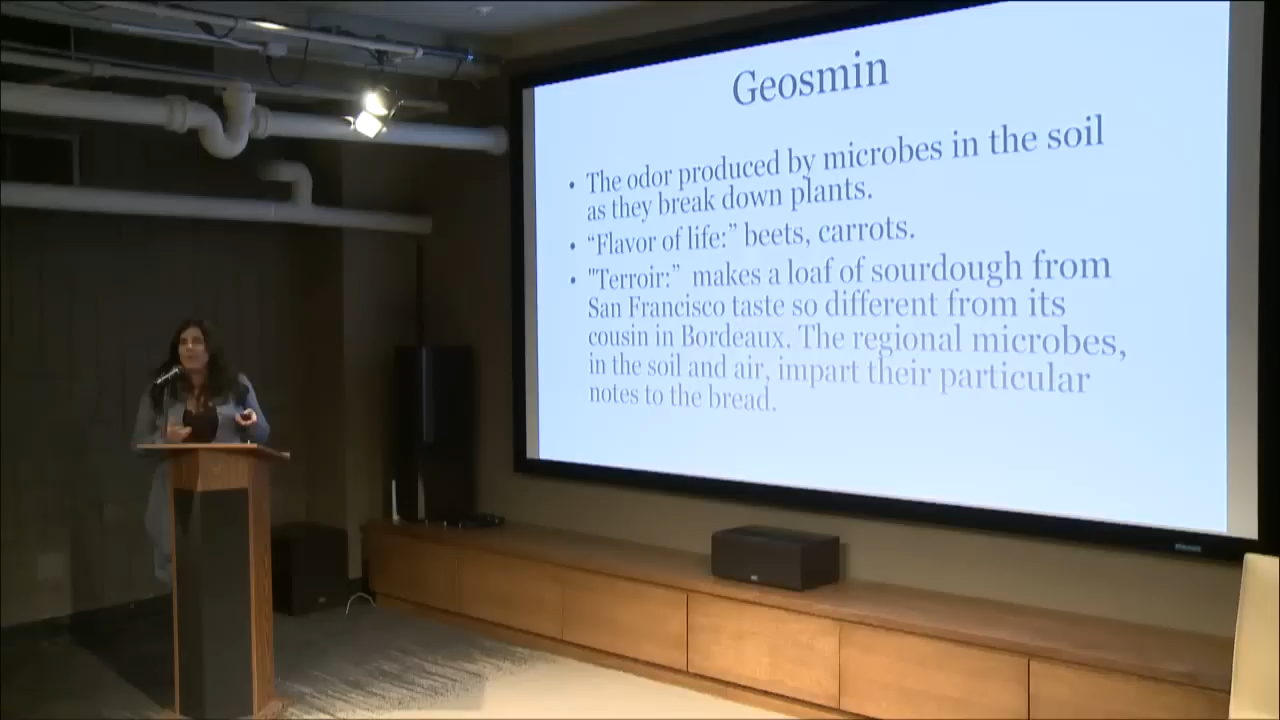 Geosmin
• The odor produced by microbes in the soil
as they break down plants.
• “Flavor of life:” beets, carrots.
• "Terroir:” makes a loaf of sourdough from
San Francisco taste so different from its
cousin in Bordeaux. The regional microbes,
in the soil and air, impart their particular
notes to the bread.